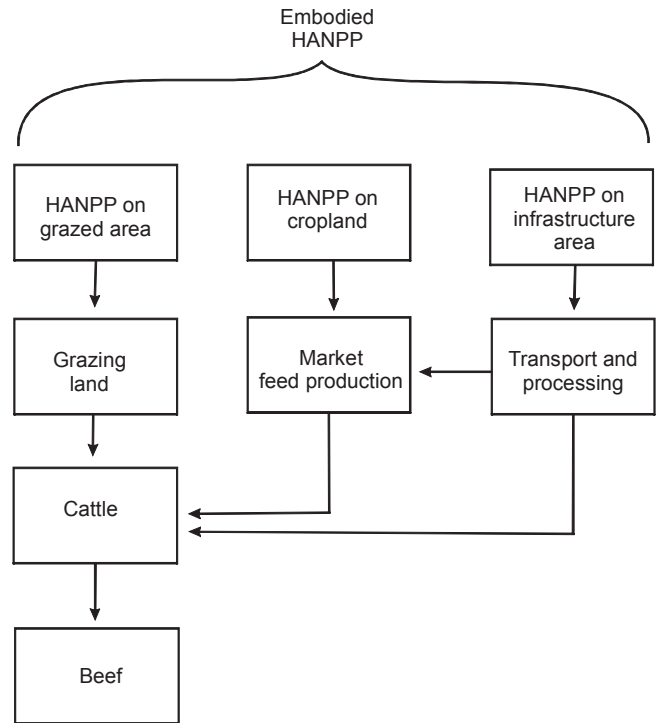 Embodied
HANPP
HANPP on
grazed area
HANPP on
cropland
HANPP on
infrastructure
area
Grazing
land
Market
feed production
Transport and
processing
Cattle
Beef